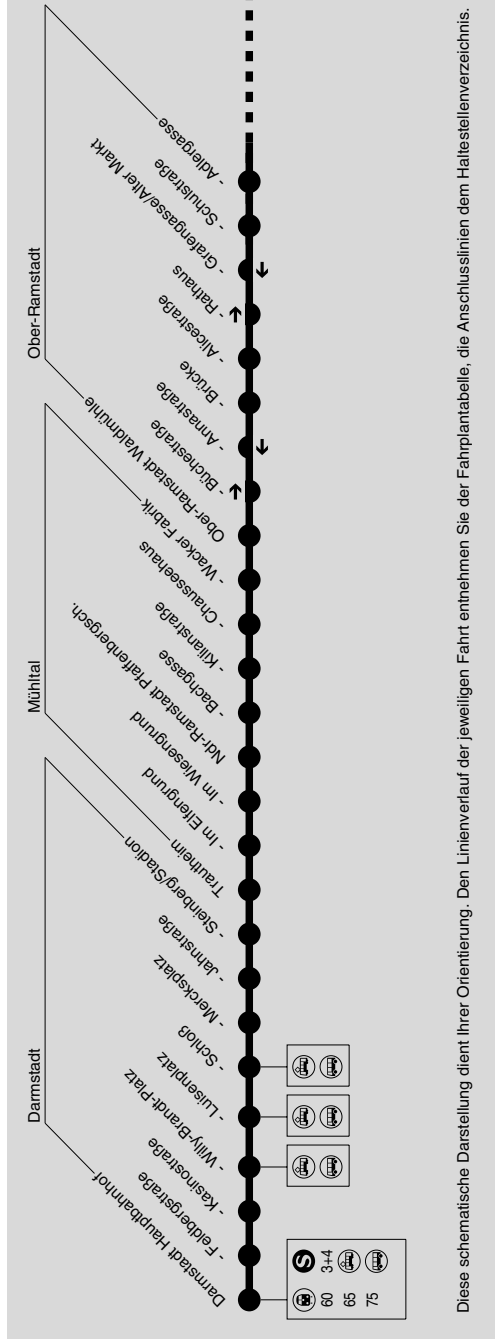 Darmstadt
Mühltal
Ober-Ramstadt
Darmstadt Hauptbahnhof
- Feldbergstraße
- Kasinostraße
- Willy-Brandt-Platz
- Luisenplatz
- Schloß
- Mercksplatz
- Jahnstraße
- Steinberg/Stadion
Trautheim
- Im Elfengrund
- Im Wiesengrund
Ndr-Ramstadt Pfaffenbergsch.
- Bachgasse
- Kilianstraße
- Chausseehaus
- Wacker Fabrik
Ober-Ramstadt Waldmühle
- Büchestraße
- Annastraße
- Brücke
- Alicestraße
- Rathaus
- Grafengasse/Alter Markt
- Schulstraße
- Adlergasse
S
60 3+4
65
75
Diese schematische Darstellung dient Ihrer Orientierung. Den Linienverlauf der jeweiligen Fahrt entnehmen Sie der Fahrplantabelle, die Anschlusslinien dem Haltestellenverzeichnis.